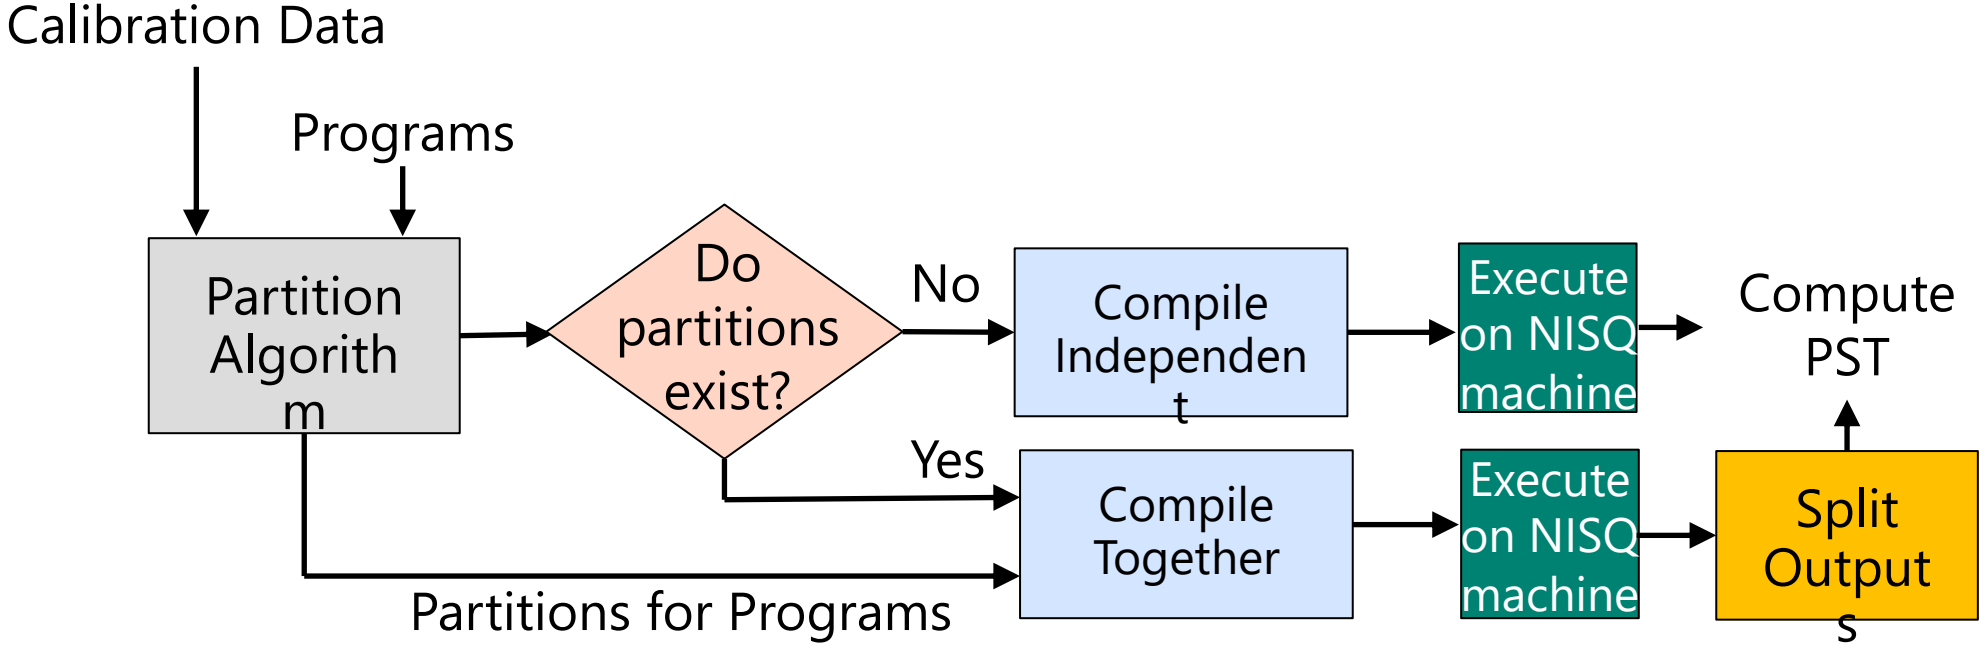 Calibration Data
Programs
Partition
Algorith
m
Do
partitions
exist?
No
Compile
Independen
t
Execute
on NISQ
machine
Compute
PST
Yes
Compile
Together
Execute
on NISQ
machine
Split
Output
s
Partitions for Programs